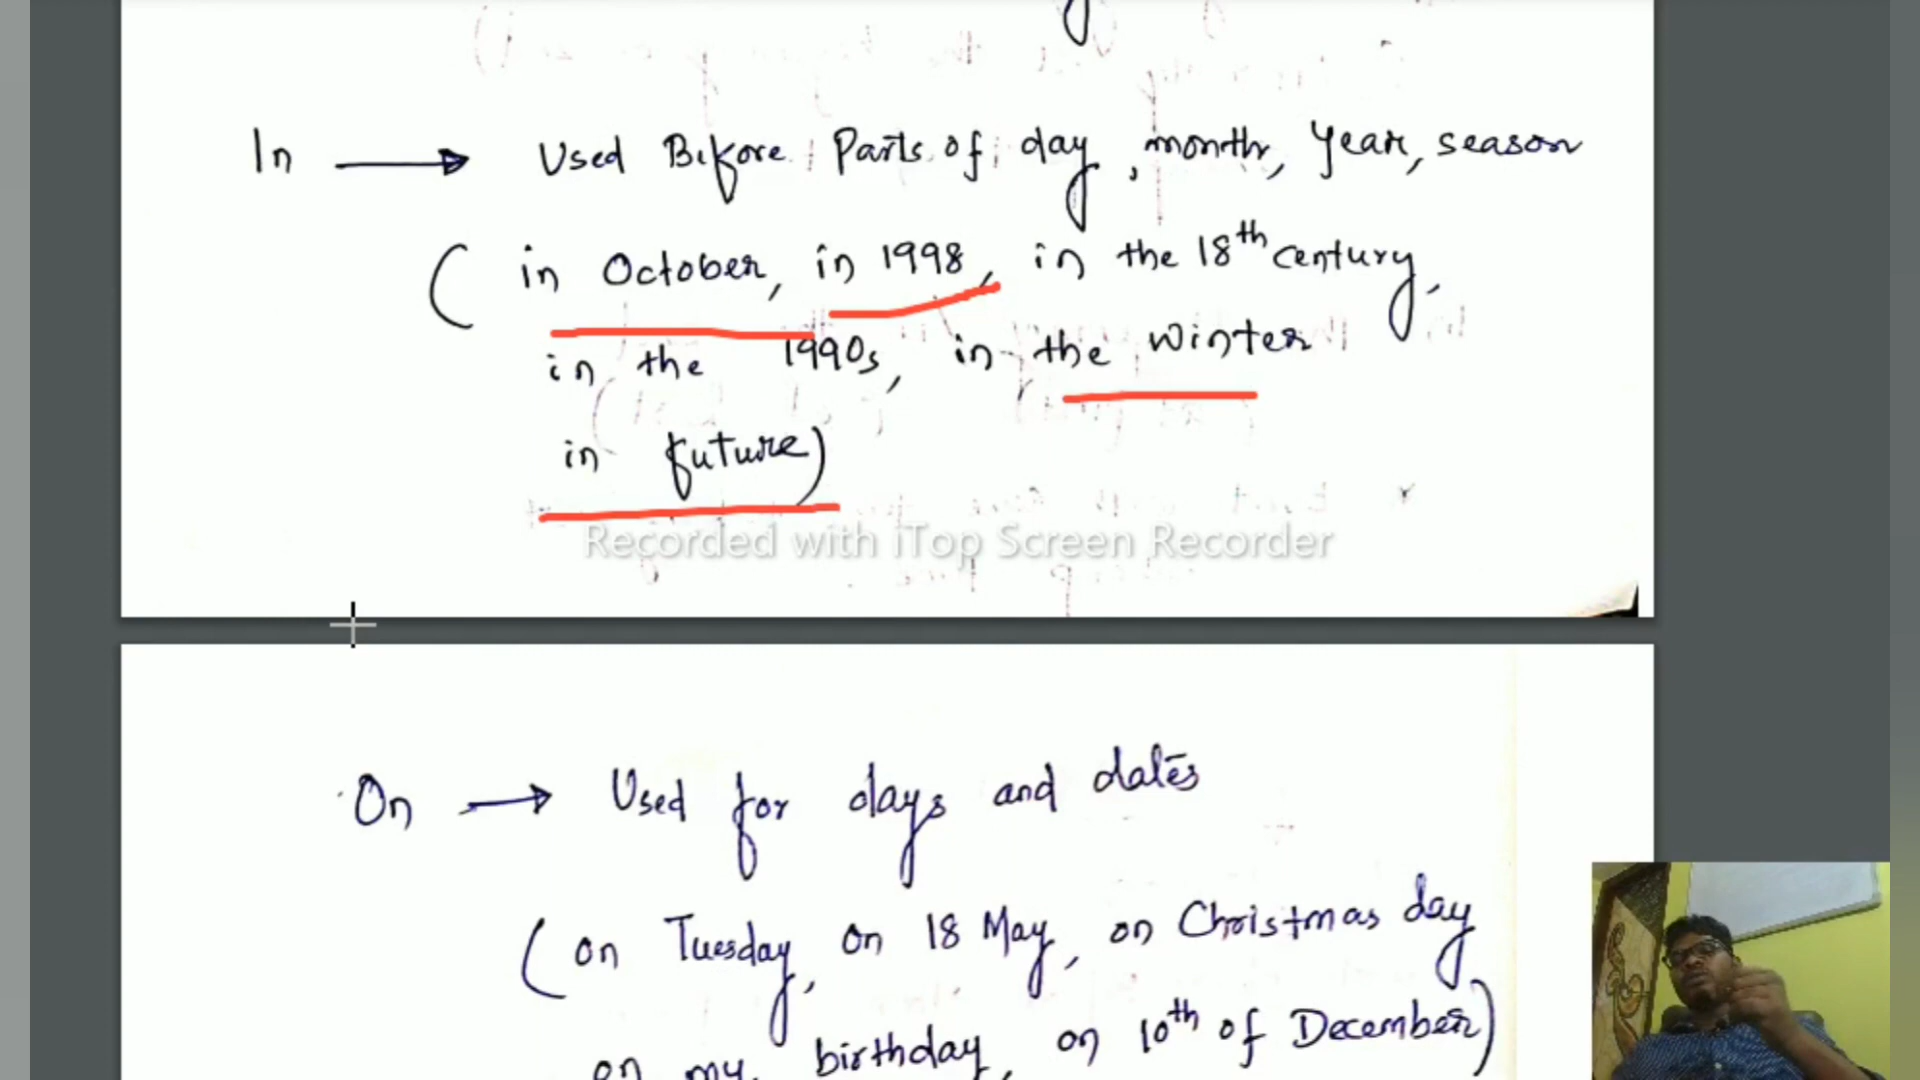 In → Used Before Parts of day, month, Year, season
( in October, in 1998, in the 18th century,
in the 1990s, in the winter
in future)
Recorded with iTop Screen Recorder
On → Used for days and dates
( on Tuesday, on 18 May, on Christmas day
on my birthday, on 10th of December)